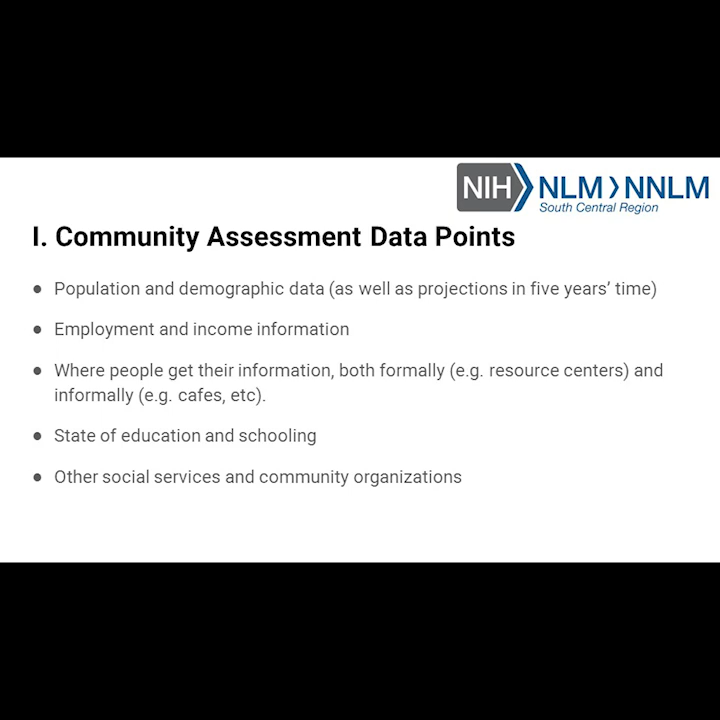 NIH NLM NNLM
South Central Region
I. Community Assessment Data Points
● Population and demographic data (as well as projections in five years’ time)
● Employment and income information
● Where people get their information, both formally (e.g. resource centers) and
informally (e.g. cafes, etc).
● State of education and schooling
● Other social services and community organizations